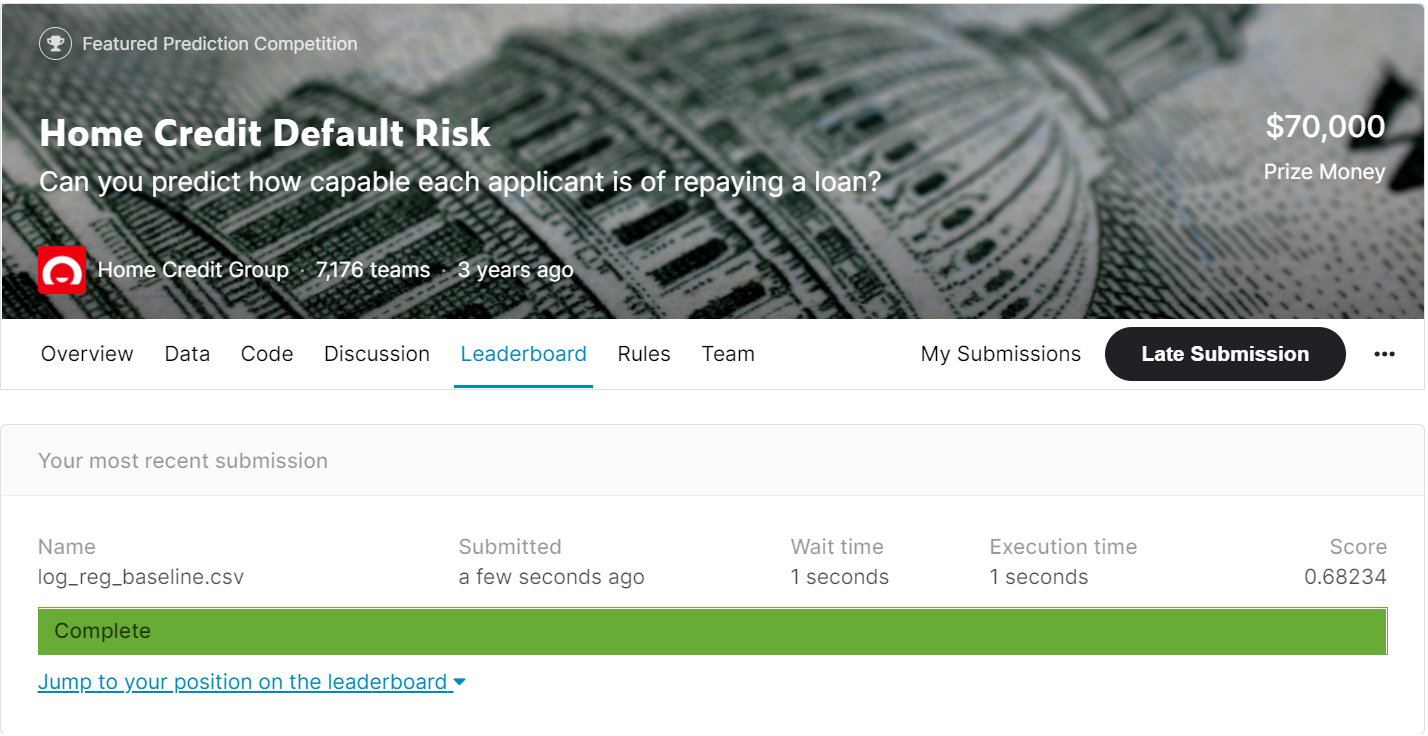 Featured Prediction Competition
Home Credit Default Risk
Can you predict how capable each applicant is of repaying a loan?
$70,000
Prize Money
Home Credit Group · 7,176 teams · 3 years ago
Overview Data Code Discussion Leaderboard Rules Team My Submissions Late Submission
Your most recent submission
Name Submitted Wait time Execution time Score
log_reg_baseline.csv a few seconds ago 1 seconds 1 seconds 0.68234
Complete
Jump to your position on the leaderboard